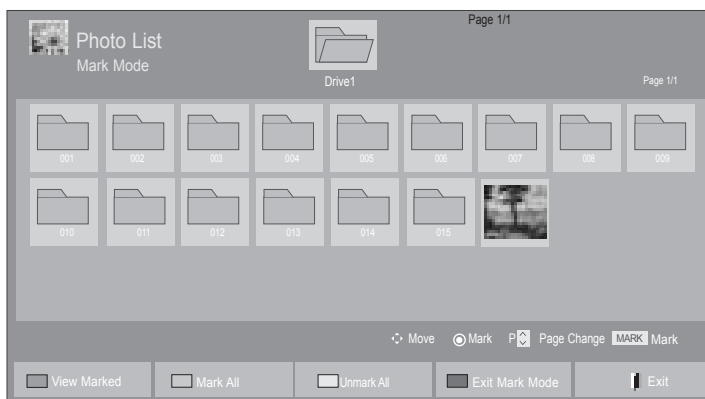 Page 1/1
Photo List
Mark Mode
Drive1
Page 1/1
001 002 003 004 005 006 007 008 009
010 011 012 013 014 015
Move Mark P Page Change MARK Mark
View Marked Mark All Unmark All Exit Mark Mode Exit